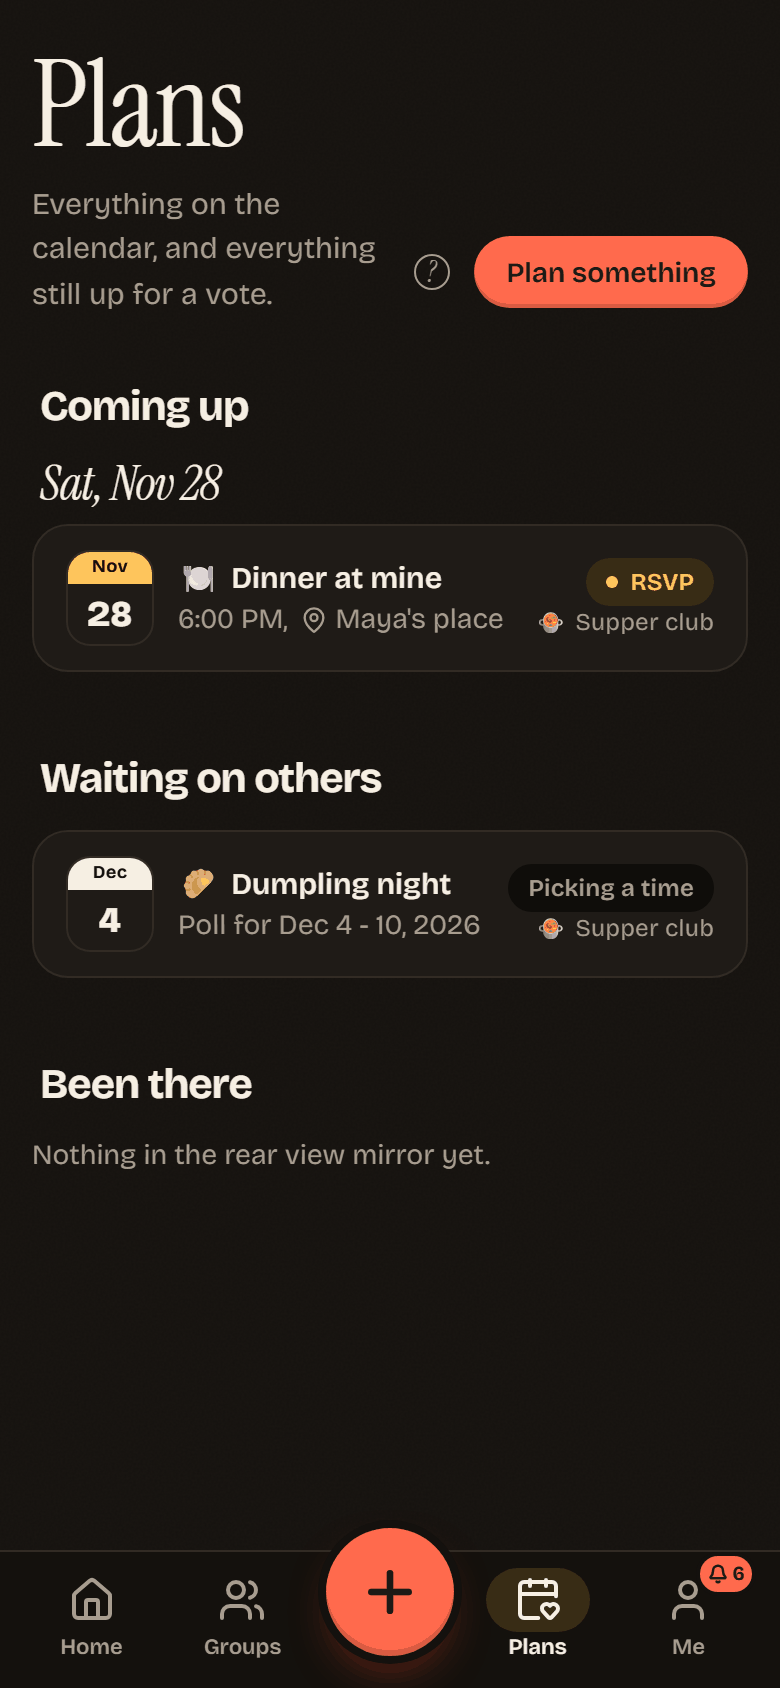 Plans
Everything on the
calendar, and everything
still up for a vote.
?
Plan something
Coming up
Sat, Nov 28
Nov
28
Dinner at mine
6:00 PM, Maya's place
RSVP
Supper club
Waiting on others
Dec
4
Dumpling night
Poll for Dec 4 - 10, 2026
Picking a time
Supper club
Been there
Nothing in the rear view mirror yet.
Home
Groups
Plans
6
Me